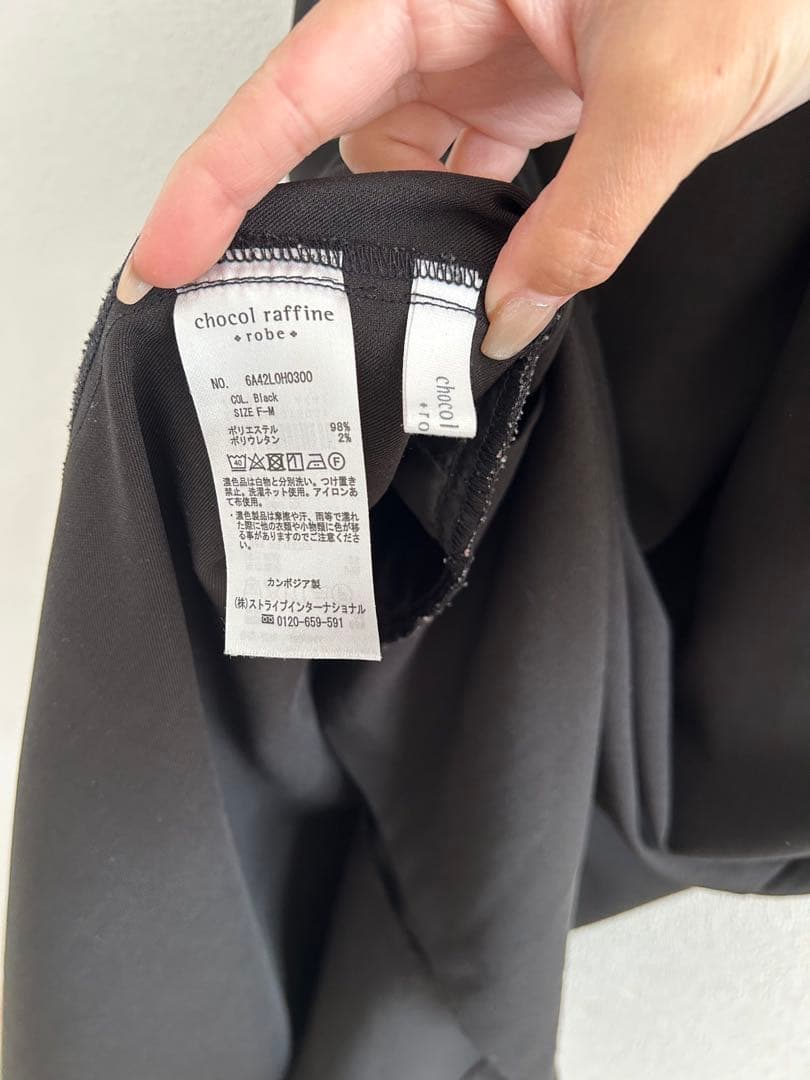 chocol raffine
robe
NO. 6A42L0H0300
COL. Black
SIZE F-M
ポリエステル 98%
ポリウレタン 2%
40
濃色品は白物と分別洗い。つけ置き
禁止。洗濯ネット使用。アイロンあ
て布使用。
・濃色製品は摩擦や汗、雨等で濡れ
た際に他の衣類や小物類に色が移
る事がありますのでご注意くださ
い。
カンボジア製
(株)ストライプインターナショナル
0120-659-591
chocol
ro